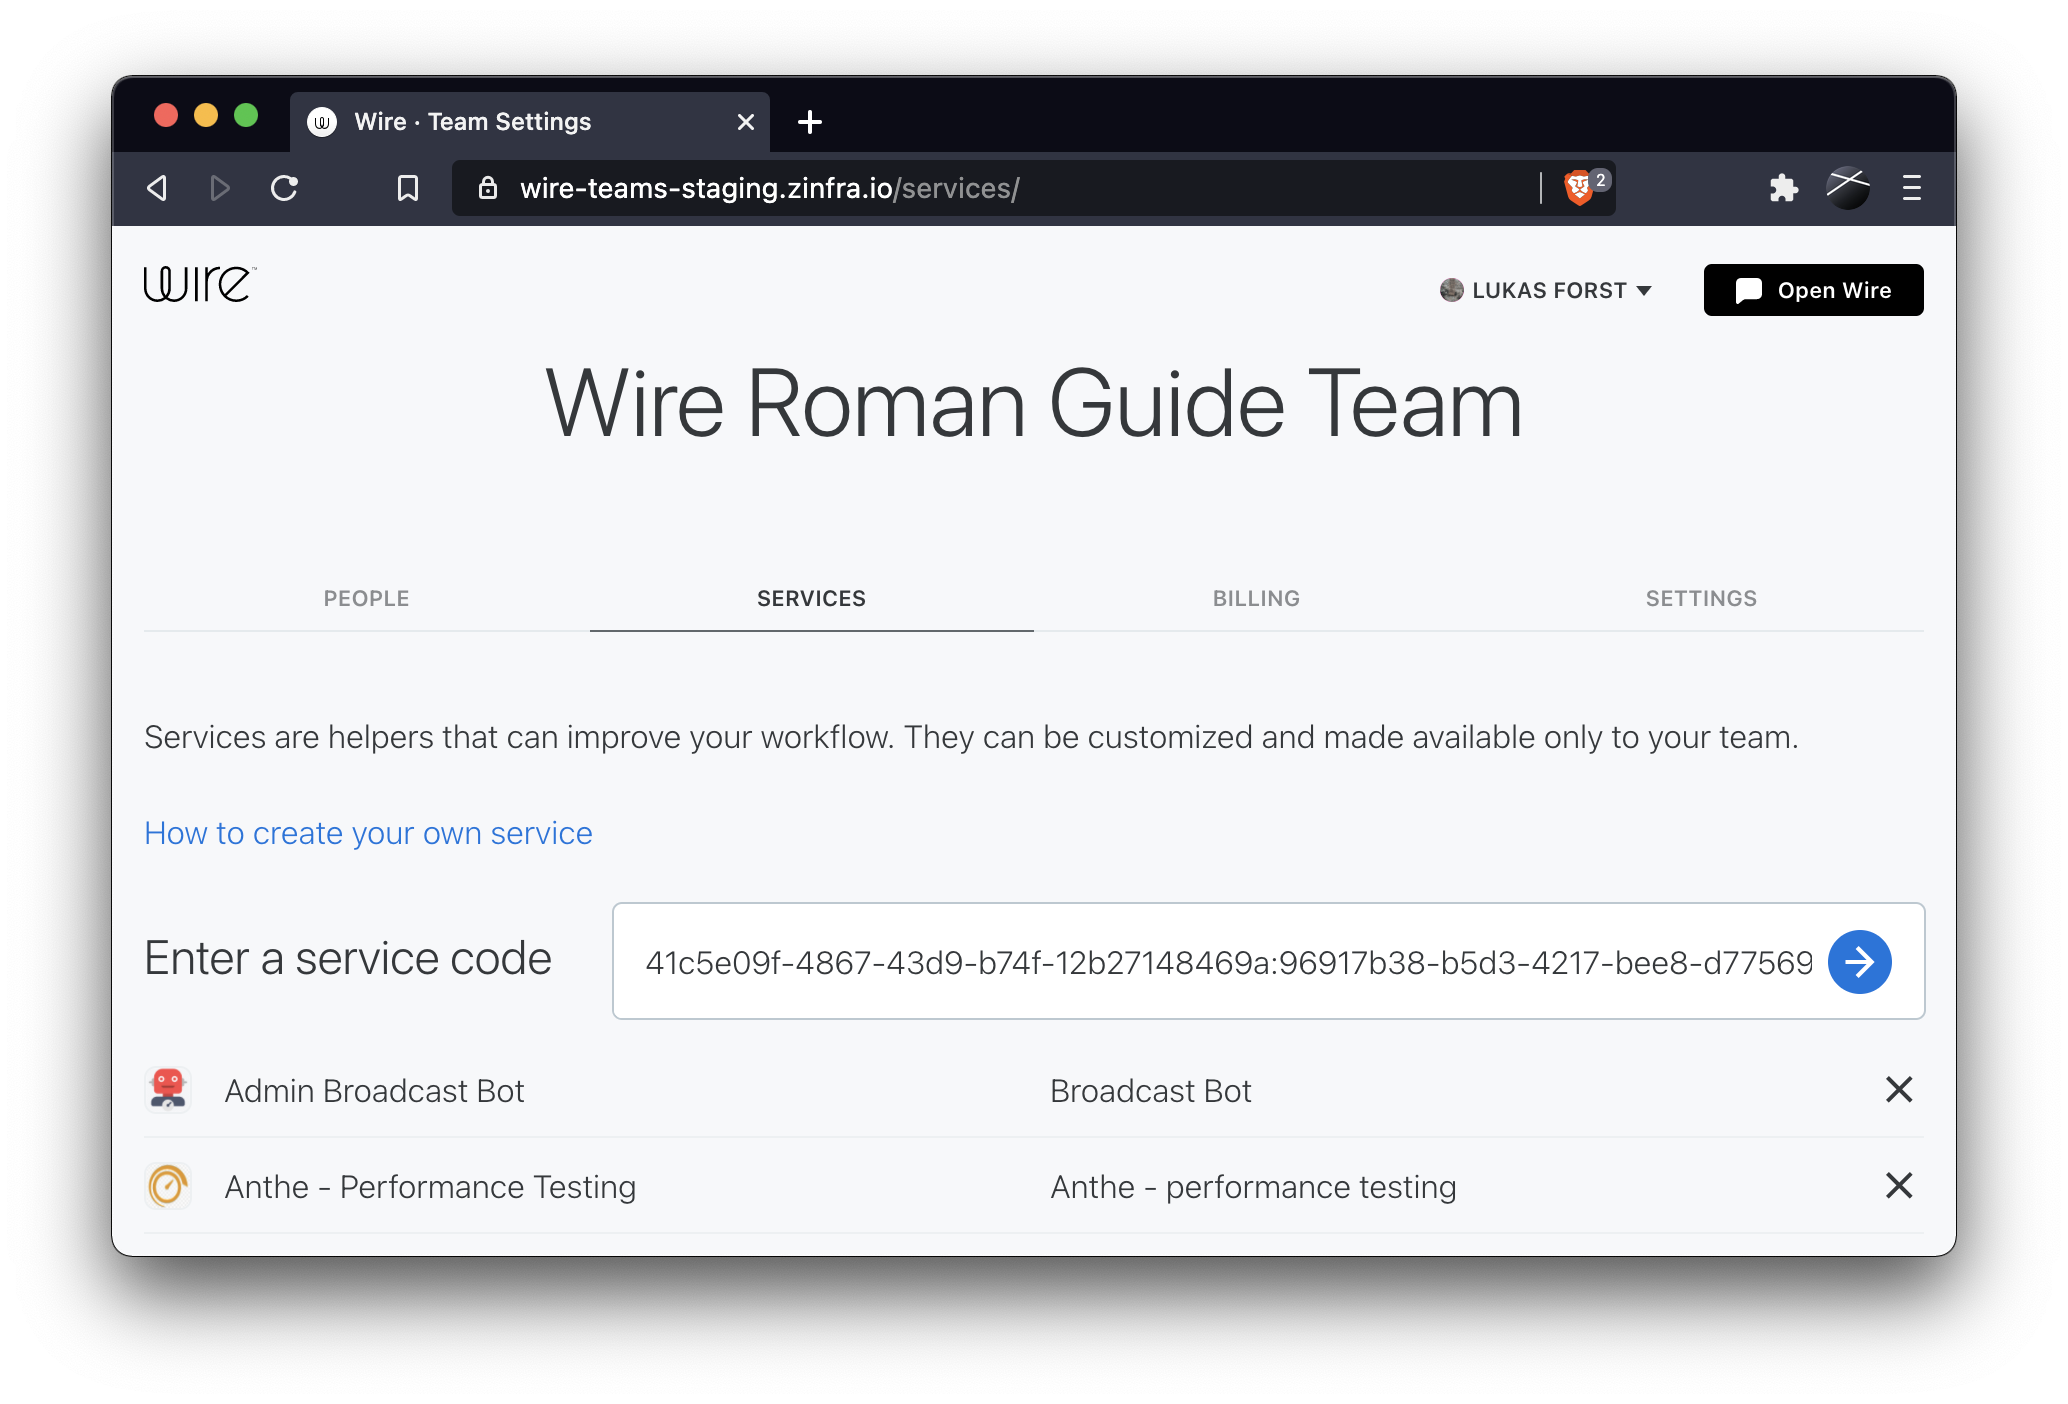 Wire · Team Settings
wire-teams-staging.zinfra.io/services/
2
wire™
LUKAS FORST
Open Wire
Wire Roman Guide Team
PEOPLE SERVICES BILLING SETTINGS
Services are helpers that can improve your workflow. They can be customized and made available only to your team.
How to create your own service
Enter a service code 41c5e09f-4867-43d9-b74f-12b27148469a:96917b38-b5d3-4217-bee8-d77569
Admin Broadcast Bot Broadcast Bot
Anthe - Performance Testing Anthe - performance testing